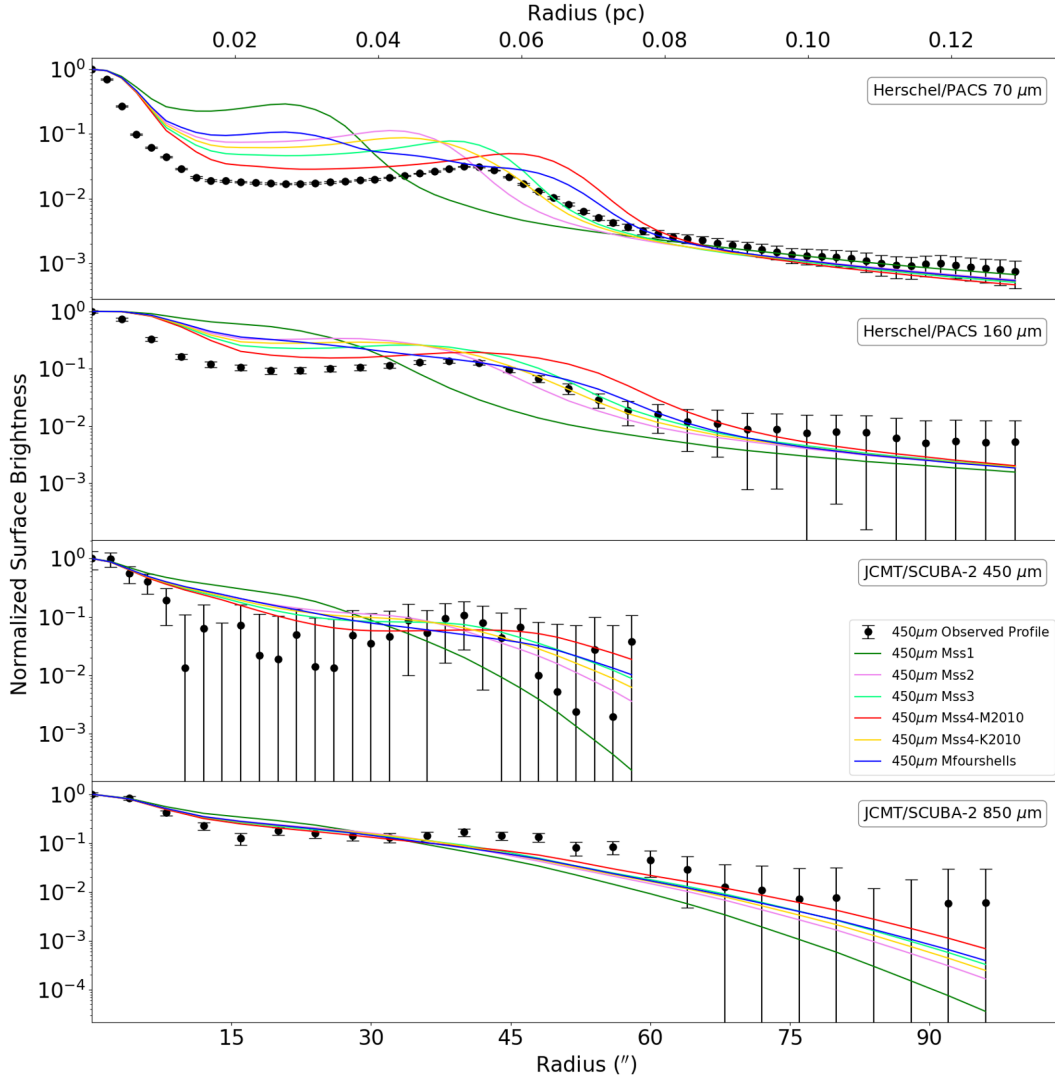 Radius (pc)
0.02 0.04 0.06 0.08 0.10 0.12
Normalized Surface Brightness
10⁰
10⁻¹
10⁻²
10⁻³
Herschel/PACS 70 μm
10⁰
10⁻¹
10⁻²
10⁻³
Herschel/PACS 160 μm
10⁰
10⁻¹
10⁻²
10⁻³
JCMT/SCUBA-2 450 μm
450μm Observed Profile
450μm Mss1
450μm Mss2
450μm Mss3
450μm Mss4-M2010
450μm Mss4-K2010
450μm Mfourshells
10⁰
10⁻¹
10⁻²
10⁻³
10⁻⁴
JCMT/SCUBA-2 850 μm
15 30 45 60 75 90
Radius (″)